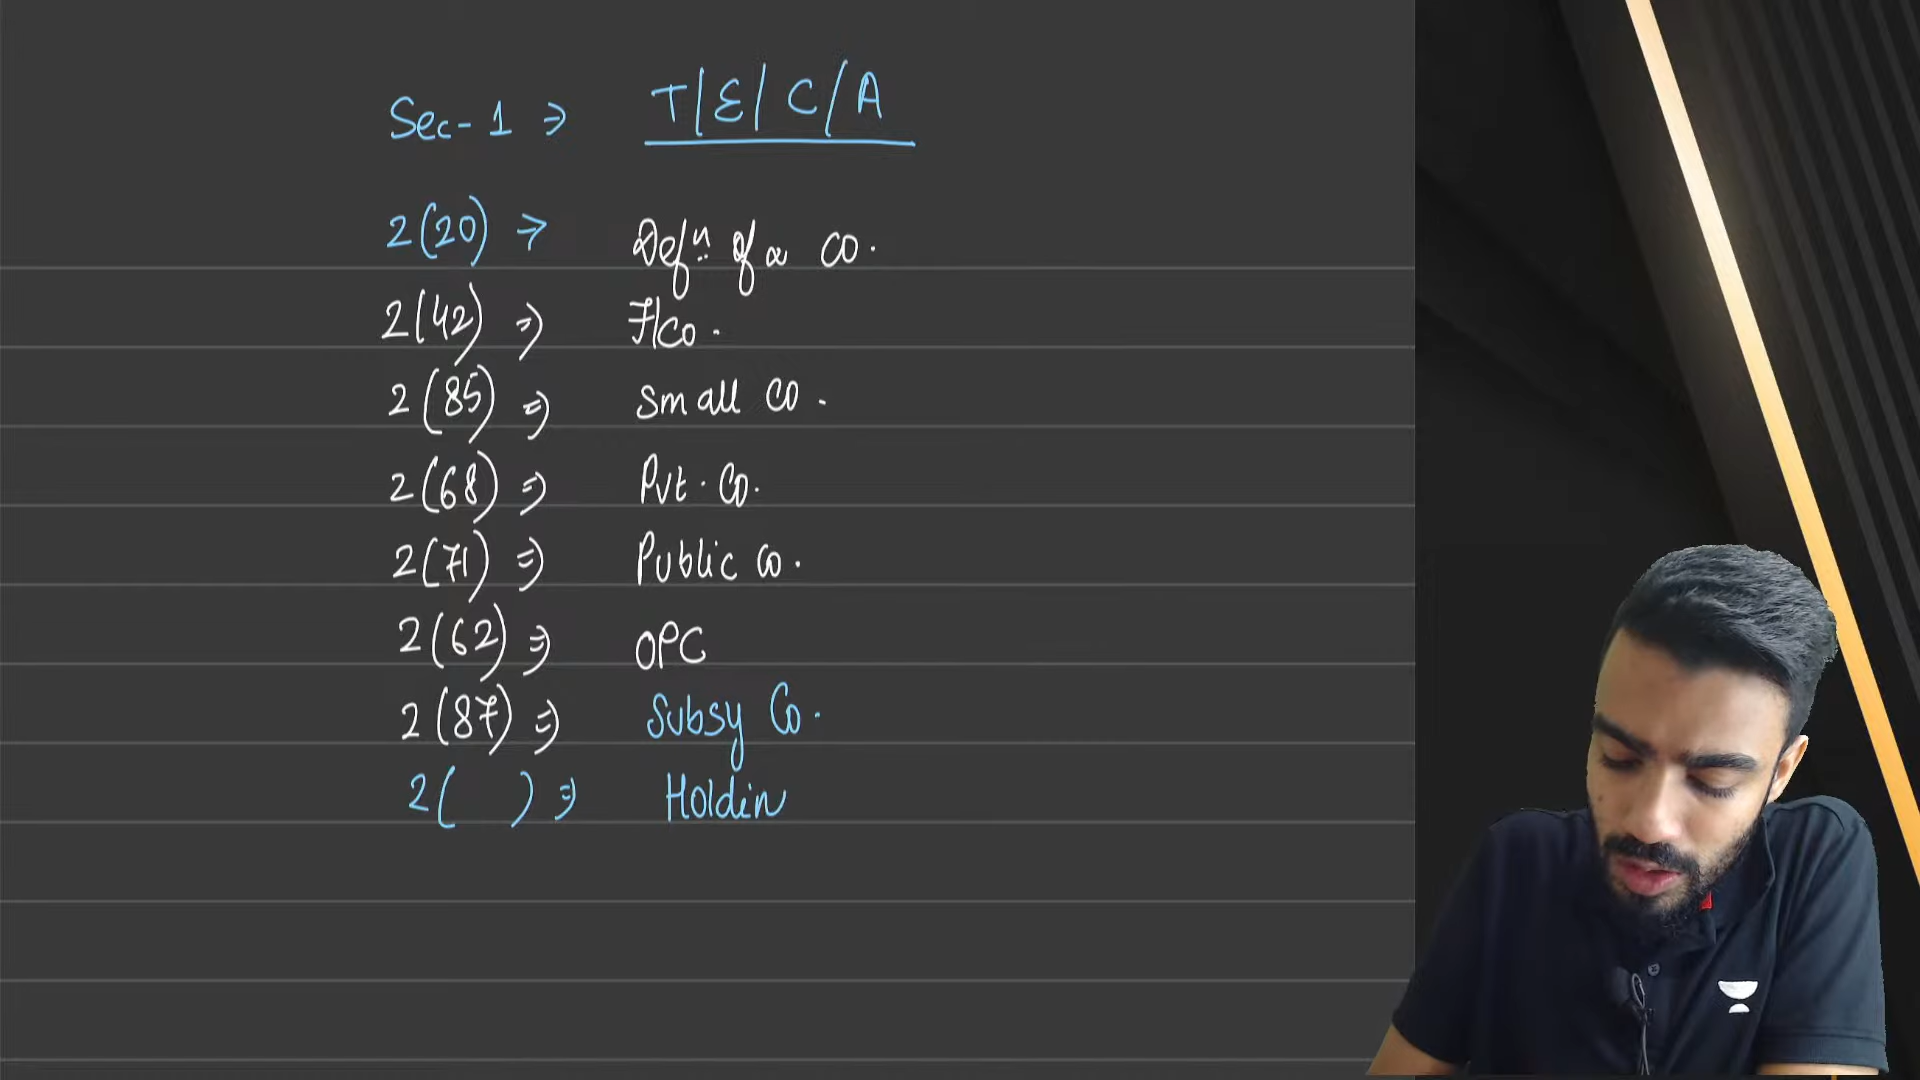 Sec-1 ⇒ T/E/C/A
2(20) ⇒ Defn of a CO.
2(42) ⇒ F/Co.
2(85) ⇒ Small CO.
2(68) ⇒ Pvt. Co.
2(71) ⇒ Public Co.
2(62) ⇒ OPC
2(87) ⇒ Subsy Co.
2( ) ⇒ Holdin